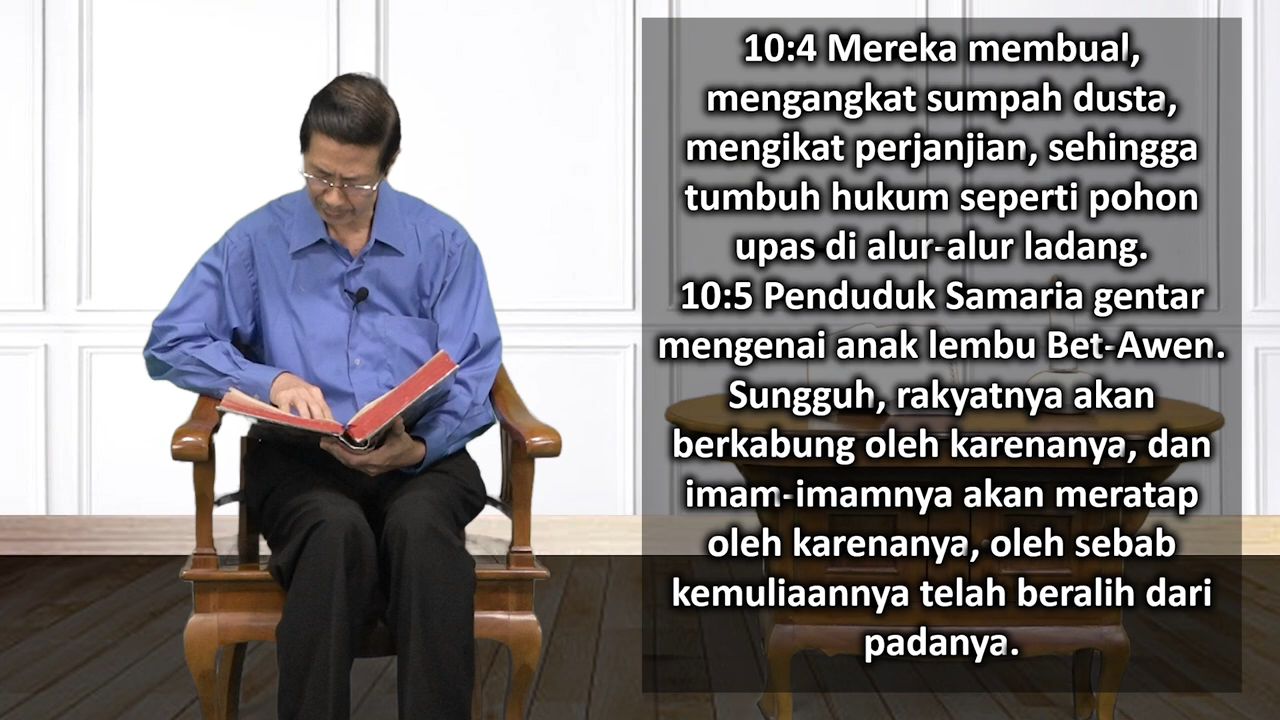 10:4 Mereka membual,
mengangkat sumpah dusta,
mengikat perjanjian, sehingga
tumbuh hukum seperti pohon
upas di alur-alur ladang.
10:5 Penduduk Samaria gentar
mengenai anak lembu Bet-Awen.
Sungguh, rakyatnya akan
berkabung oleh karenanya, dan
imam-imamnya akan meratap
oleh karenanya, oleh sebab
kemuliaannya telah beralih dari
padanya.